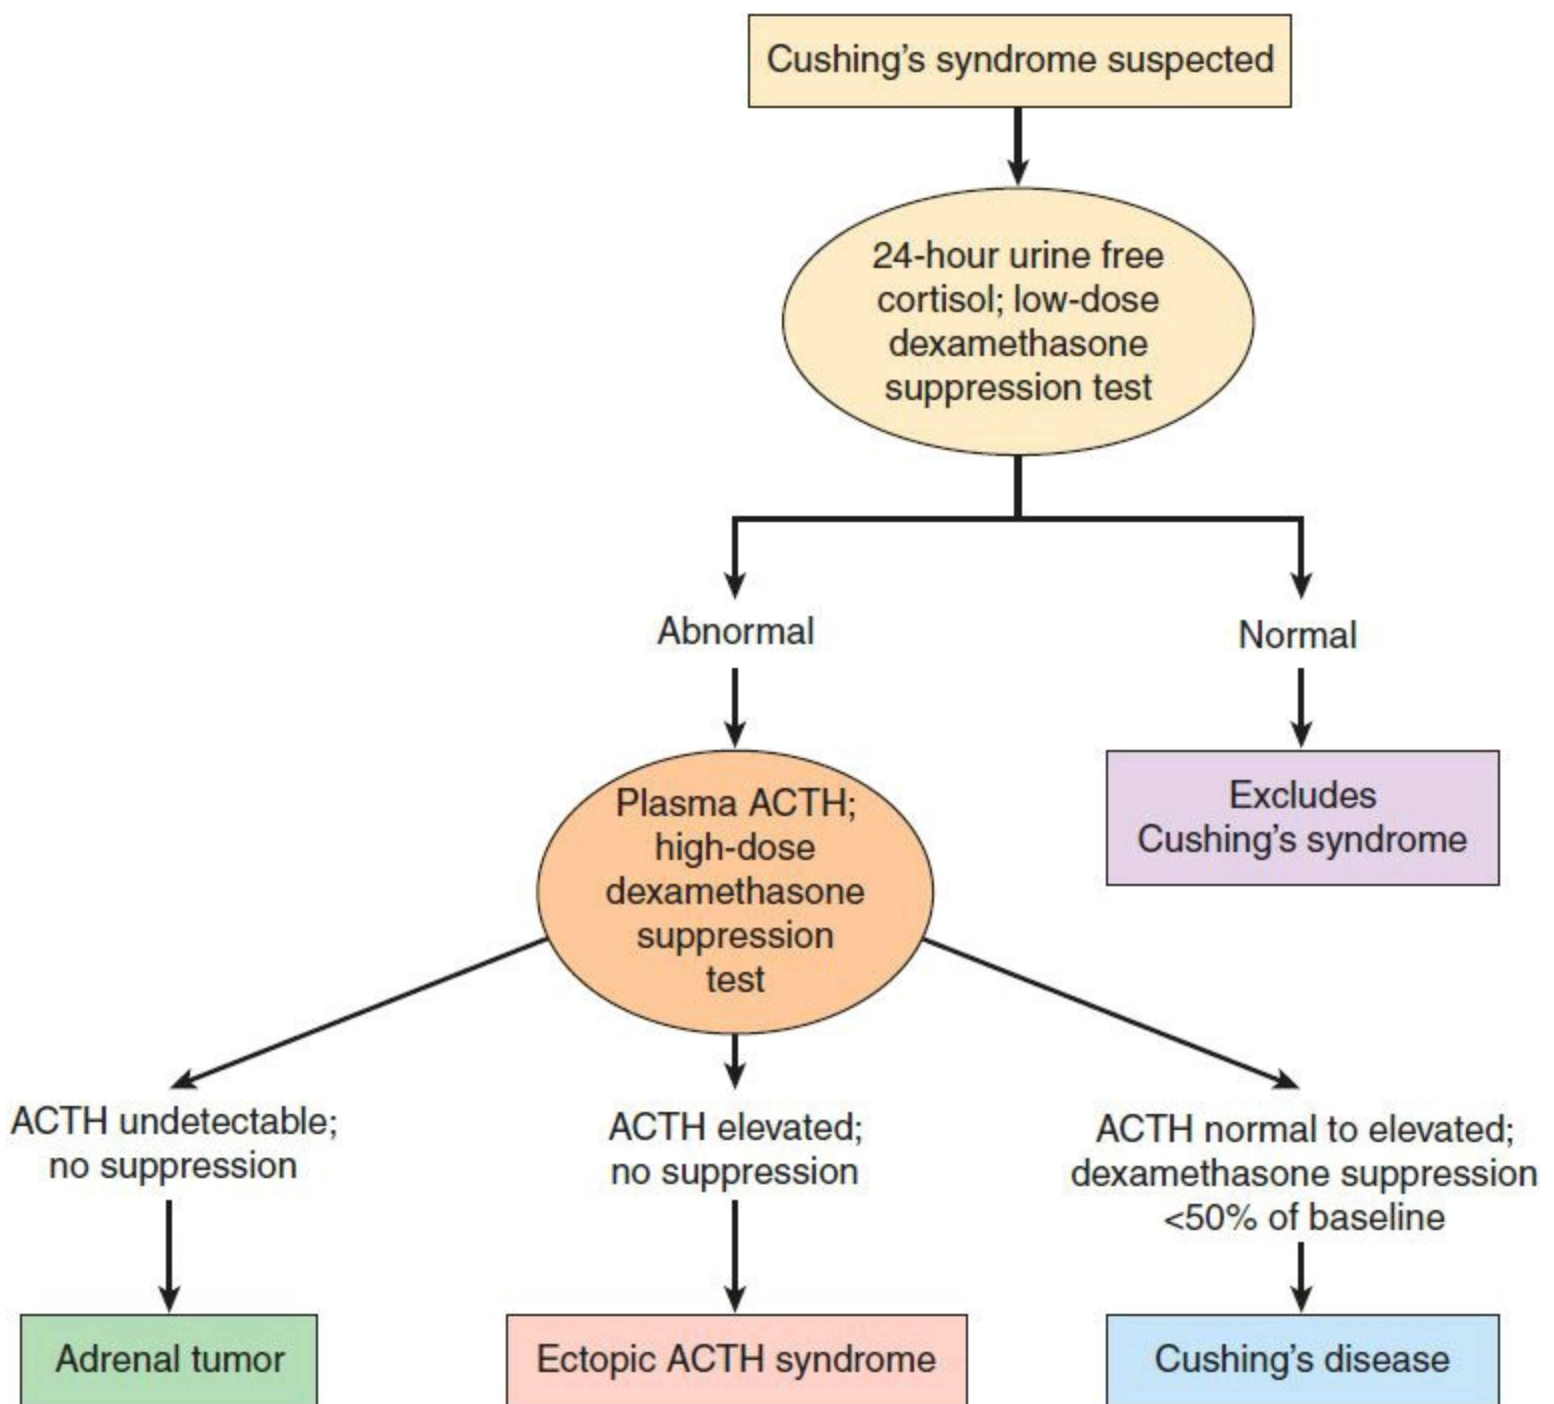 Cushing’s syndrome suspected
24-hour urine free
cortisol; low-dose
dexamethasone
suppression test
Abnormal
Normal
Plasma ACTH;
high-dose
dexamethasone
suppression
test
Excludes
Cushing’s syndrome
ACTH undetectable;
no suppression
ACTH elevated;
no suppression
ACTH normal to elevated;
dexamethasone suppression
<50% of baseline
Adrenal tumor
Ectopic ACTH syndrome
Cushing’s disease